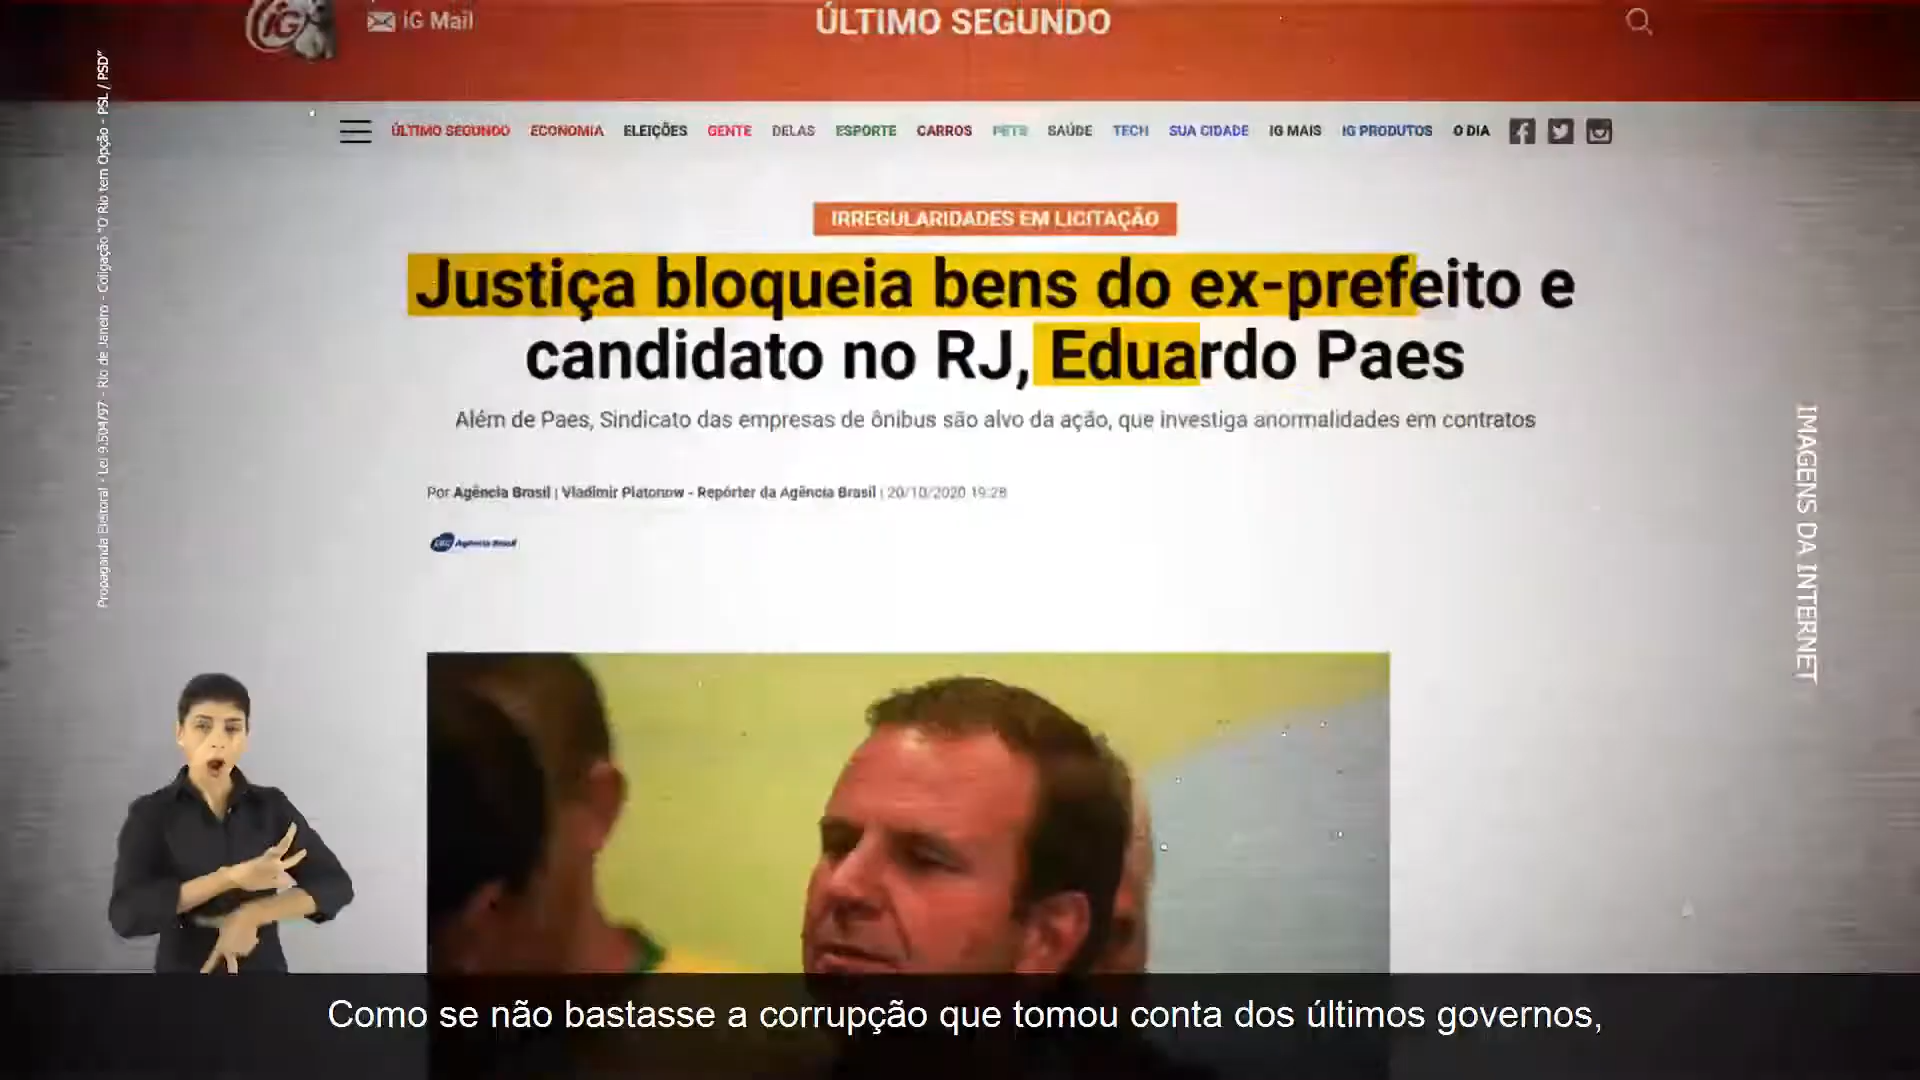 iG
iG Mail
ÚLTIMO SEGUNDO
ÚLTIMO SEGUNDO ECONOMIA ELEIÇÕES GENTE DELAS ESPORTE CARROS PETS SAÚDE TECH SUA CIDADE IG MAIS IG PRODUTOS O DIA
IRREGULARIDADES EM LICITAÇÃO
Justiça bloqueia bens do ex-prefeito e
candidato no RJ, Eduardo Paes
Além de Paes, Sindicato das empresas de ônibus são alvo da ação, que investiga anormalidades em contratos
Por Agência Brasil | Vladimir Platonow - Repórter da Agência Brasil | 20/10/2020 19:28
Agência Brasil
Propaganda Eleitoral - Lei 9.504/97 - Rio de Janeiro - Coligação "O Rio tem Opção - PSL / PSD"
IMAGENS DA INTERNET
Como se não bastasse a corrupção que tomou conta dos últimos governos,